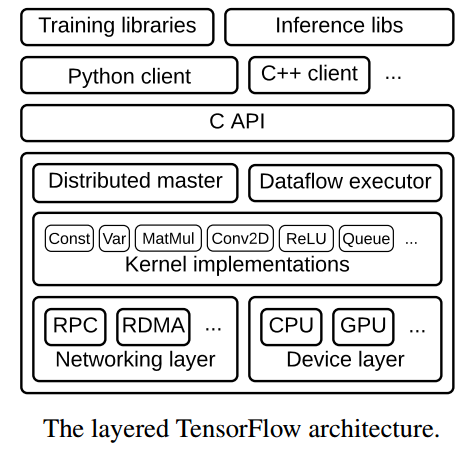 Training libraries Inference libs
Python client C++ client ...
C API
Distributed master Dataflow executor
Const Var MatMul Conv2D ReLU Queue ...
Kernel implementations
RPC RDMA ... CPU GPU ...
Networking layer Device layer
The layered TensorFlow architecture.